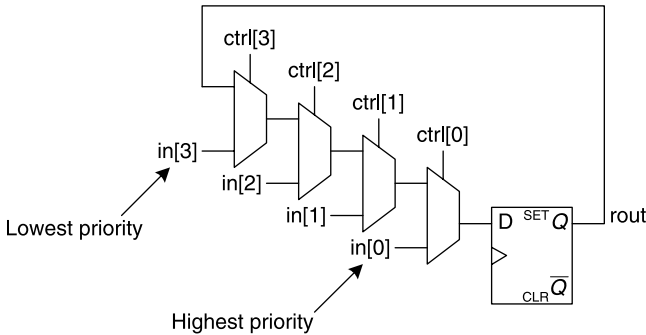 ctrl[3]
ctrl[2]
ctrl[1]
ctrl[0]
in[3]
in[2]
in[1]
in[0]
Lowest priority
Highest priority
D SET Q
rout
CLR Q̅